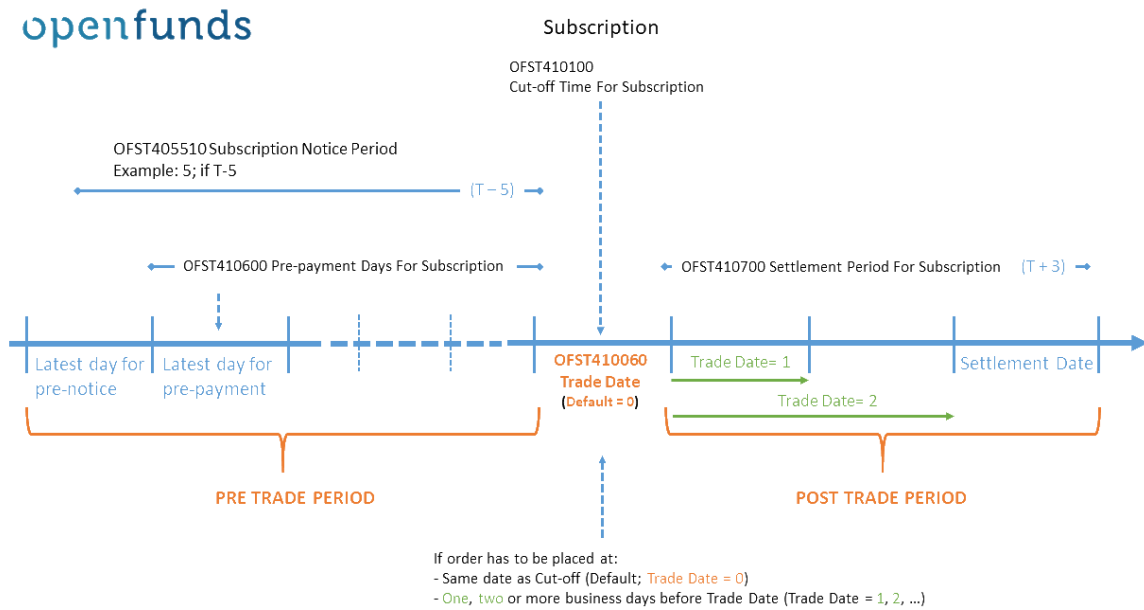 openfunds
Subscription
OFST410100
Cut-off Time For Subscription
OFST405510 Subscription Notice Period
Example: 5; if T-5
(T – 5)
OFST410600 Pre-payment Days For Subscription
OFST410700 Settlement Period For Subscription (T + 3)
Latest day for
pre-notice
Latest day for
pre-payment
OFST410060
Trade Date
(Default = 0)
Trade Date= 1
Trade Date= 2
Settlement Date
PRE TRADE PERIOD
POST TRADE PERIOD
If order has to be placed at:
- Same date as Cut-off (Default; Trade Date = 0)
- One, two or more business days before Trade Date (Trade Date = 1, 2, …)